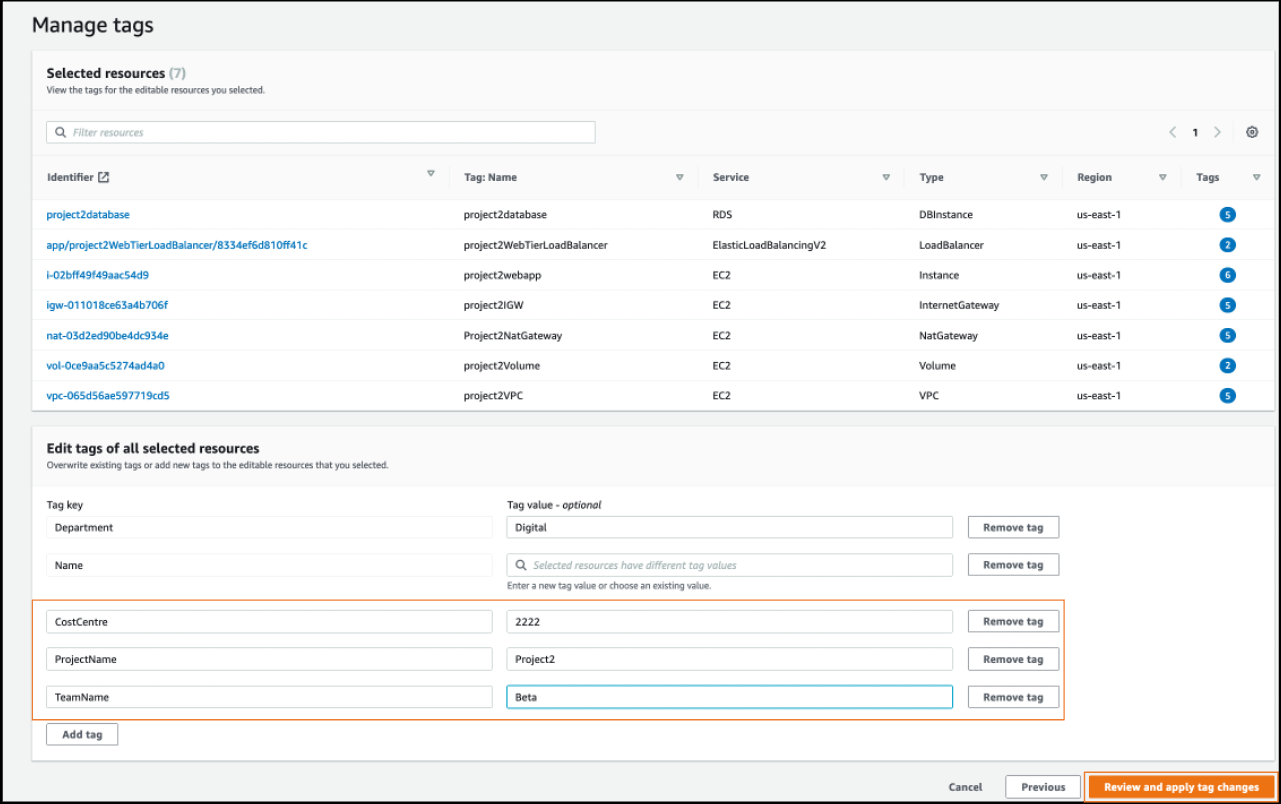 Manage tags
Selected resources (7)
View the tags for the editable resources you selected.
Filter resources
1
Identifier Tag: Name Service Type Region Tags
project2database project2database RDS DBInstance us-east-1 5
app/project2WebTierLoadBalancer/8334ef6d810ff41c project2WebTierLoadBalancer ElasticLoadBalancingV2 LoadBalancer us-east-1 2
i-02bff49f49aac54d9 project2webapp EC2 Instance us-east-1 6
igw-011018ce63a4b706f project2IGW EC2 InternetGateway us-east-1 5
nat-03d2ed90be4dc934e Project2NatGateway EC2 NatGateway us-east-1 5
vol-0ce9aa5c5274ad4a0 project2Volume EC2 Volume us-east-1 2
vpc-065d56ae597719cd5 project2VPC EC2 VPC us-east-1 5
Edit tags of all selected resources
Overwrite existing tags or add new tags to the editable resources that you selected.
Tag key Tag value - optional
Department Digital Remove tag
Name Selected resources have different tag values Remove tag
Enter a new tag value or choose an existing value.
CostCentre 2222 Remove tag
ProjectName Project2 Remove tag
TeamName Beta Remove tag
Add tag
Cancel Previous Review and apply tag changes